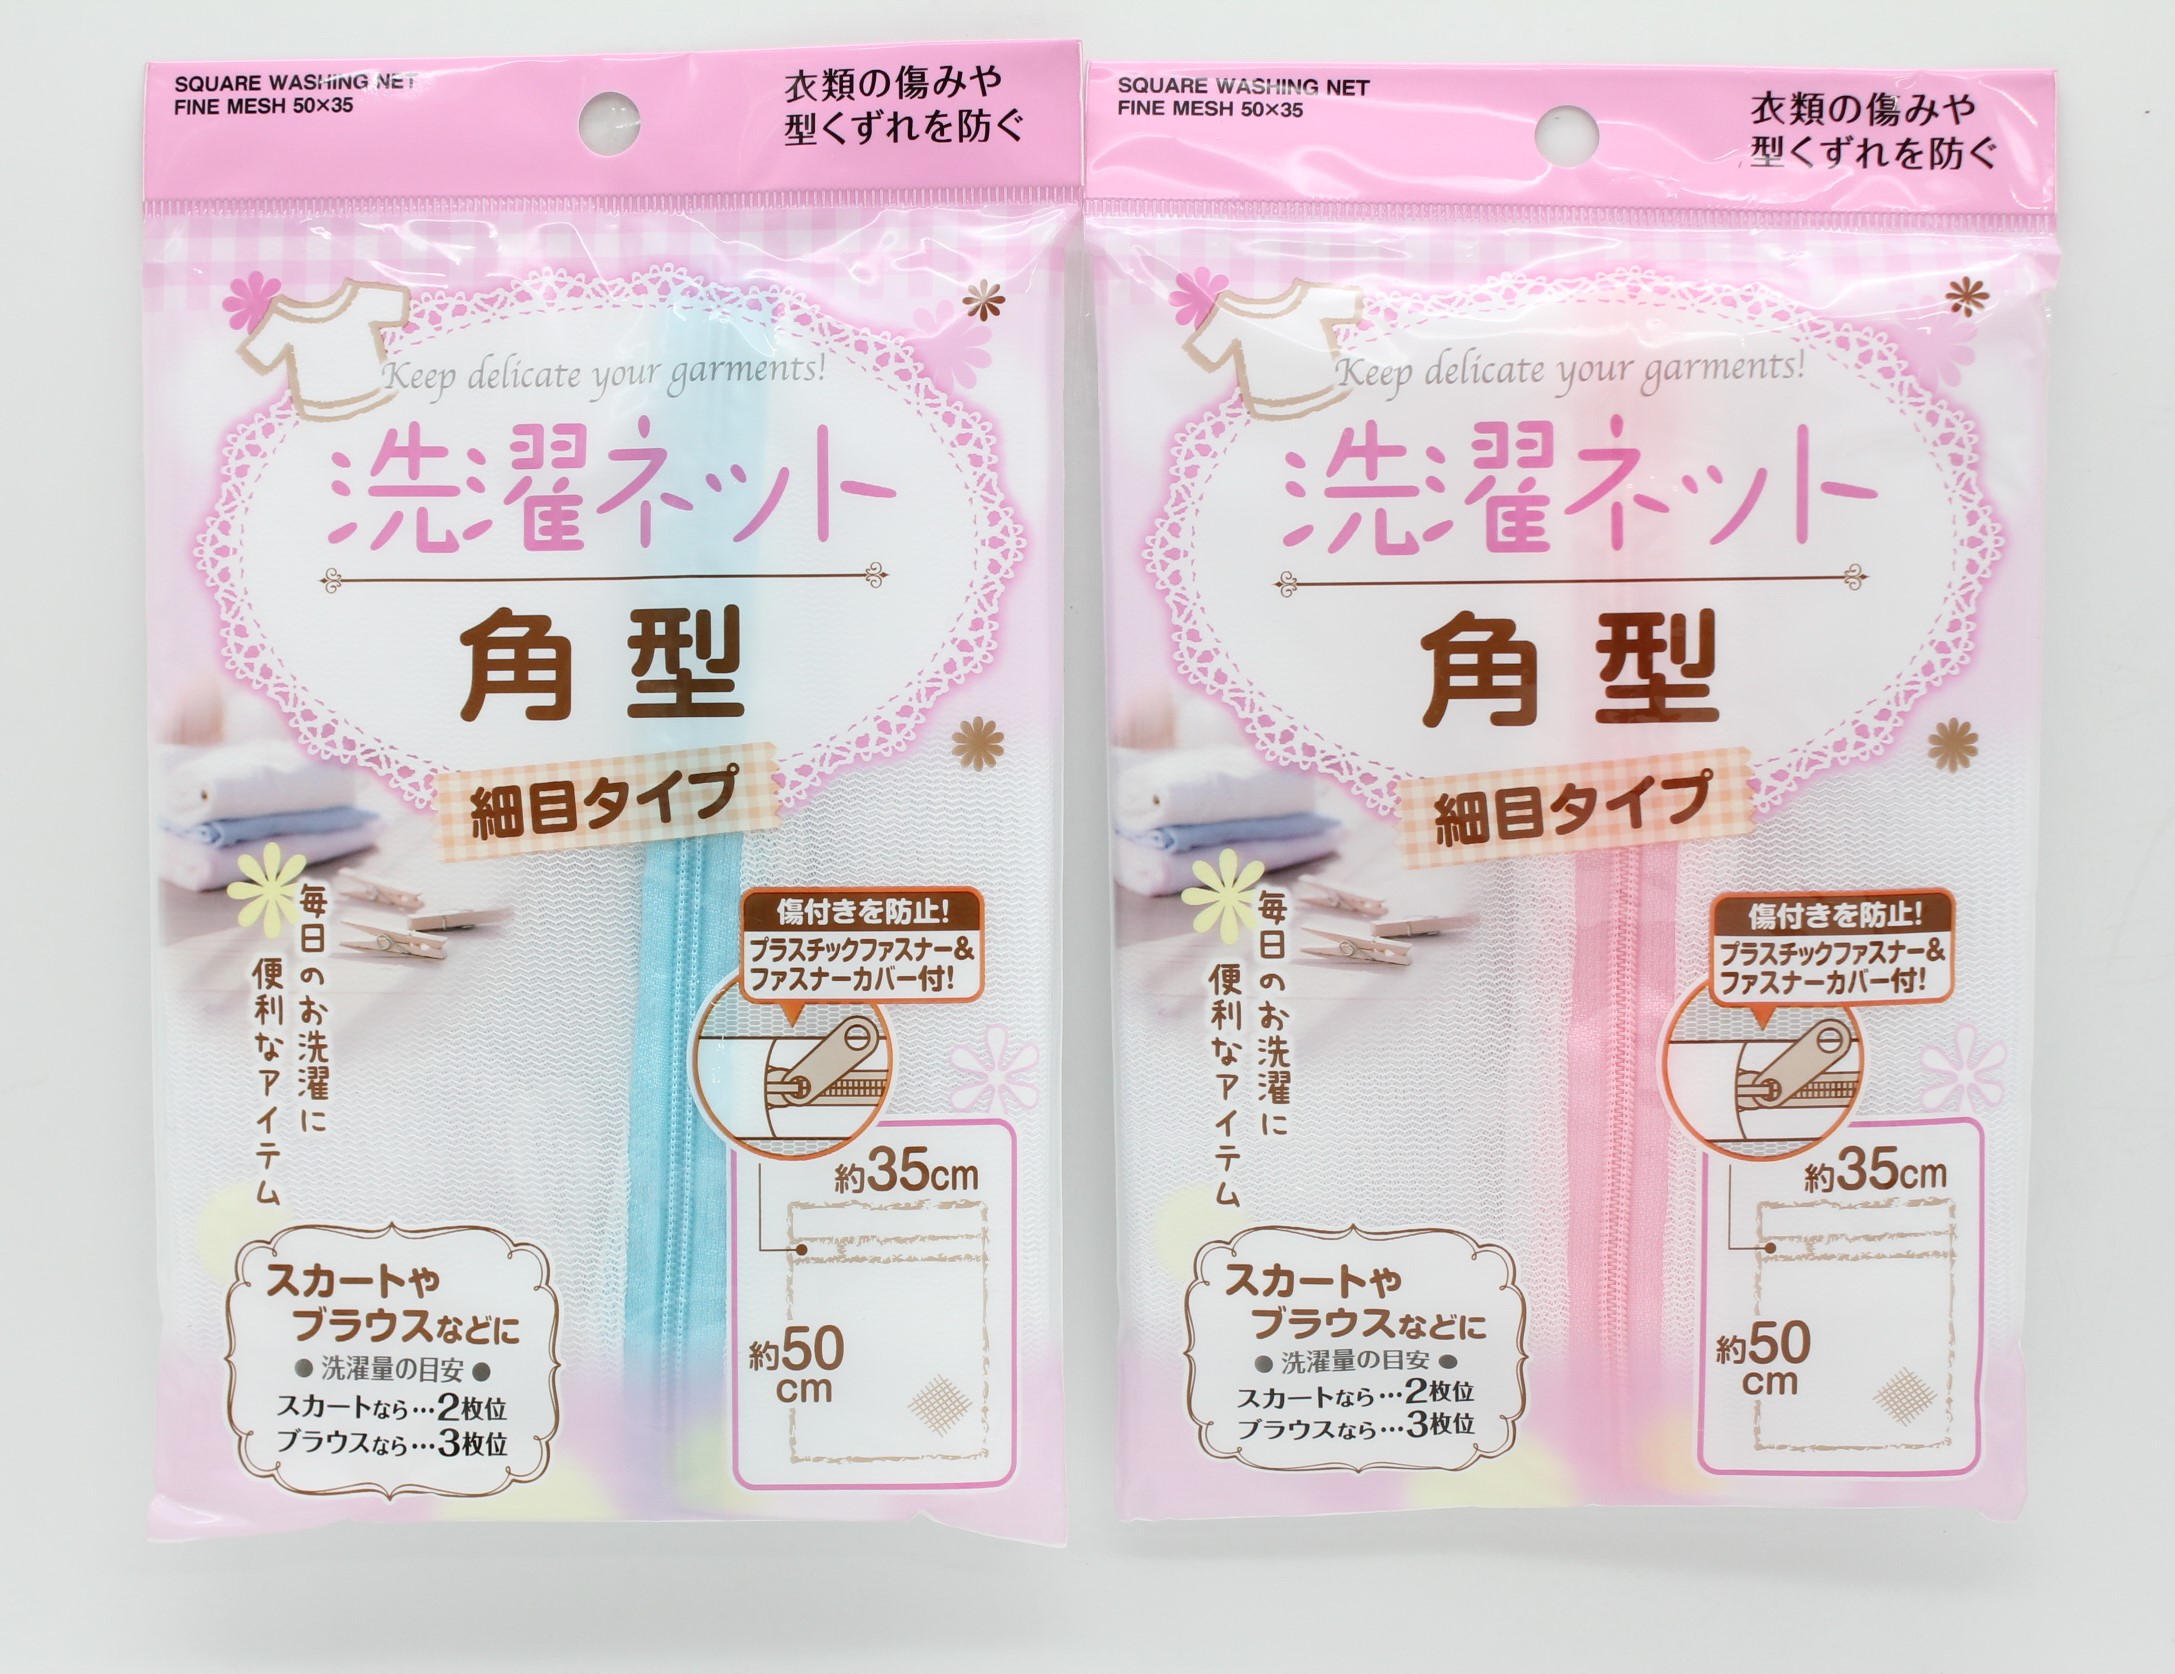 SQUARE WASHING NET
FINE MESH 50×35
衣類の傷みや
型くずれを防ぐ
Keep delicate your garments!
洗濯ネット
角型
細目タイプ
毎日のお洗濯に
便利なアイテム
傷付きを防止!
プラスチックファスナー&
ファスナーカバー付!
約35cm
約50
cm
スカートや
ブラウスなどに
●洗濯量の目安●
スカートなら…2枚位
ブラウスなら…3枚位
SQUARE WASHING NET
FINE MESH 50×35
衣類の傷みや
型くずれを防ぐ
Keep delicate your garments!
洗濯ネット
角型
細目タイプ
毎日のお洗濯に
便利なアイテム
傷付きを防止!
プラスチックファスナー&
ファスナーカバー付!
約35cm
約50
cm
スカートや
ブラウスなどに
●洗濯量の目安●
スカートなら…2枚位
ブラウスなら…3枚位